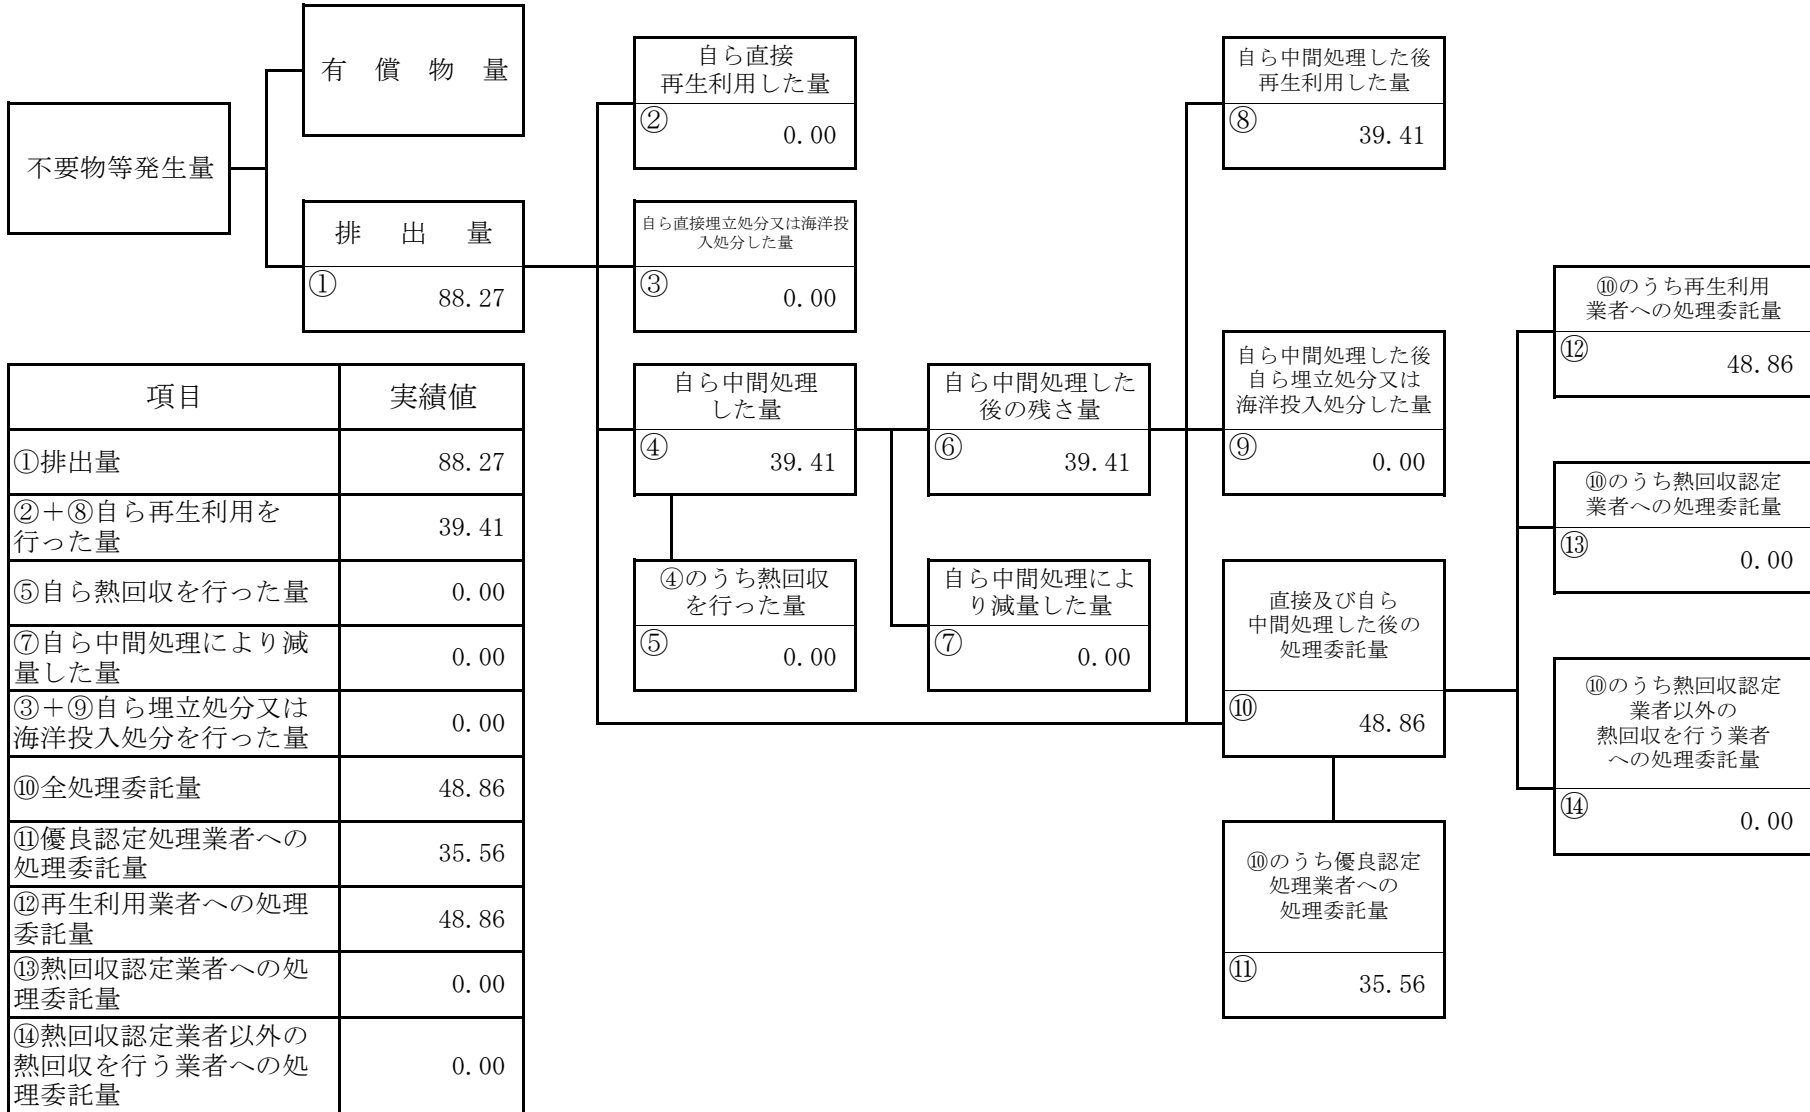 有償物量
不要物等発生量
排出量
①
88.27
自ら直接
再生利用した量
②
0.00
自ら直接埋立処分又は海洋投
入処分した量
③
0.00
自ら中間処理
した量
④
39.41
④のうち熱回収
を行った量
⑤
0.00
自ら中間処理した
後の残さ量
⑥
39.41
自ら中間処理によ
り減量した量
⑦
0.00
自ら中間処理した後
再生利用した量
⑧
39.41
自ら中間処理した後
自ら埋立処分又は
海洋投入処分した量
⑨
0.00
直接及び自ら
中間処理した後の
処理委託量
⑩
48.86
⑩のうち優良認定
処理業者への
処理委託量
⑪
35.56
⑩のうち再生利用
業者への処理委託量
⑫
48.86
⑩のうち熱回収認定
業者への処理委託量
⑬
0.00
⑩のうち熱回収認定
業者以外の
熱回収を行う業者
への処理委託量
⑭
0.00
項目 実績値
①排出量 88.27
②+⑧自ら再生利用を
行った量 39.41
⑤自ら熱回収を行った量 0.00
⑦自ら中間処理により減
量した量 0.00
③+⑨自ら埋立処分又は
海洋投入処分を行った量 0.00
⑩全処理委託量 48.86
⑪優良認定処理業者への
処理委託量 35.56
⑫再生利用業者への処理
委託量 48.86
⑬熱回収認定業者への処
理委託量 0.00
⑭熱回収認定業者以外の
熱回収を行う業者への処
理委託量 0.00